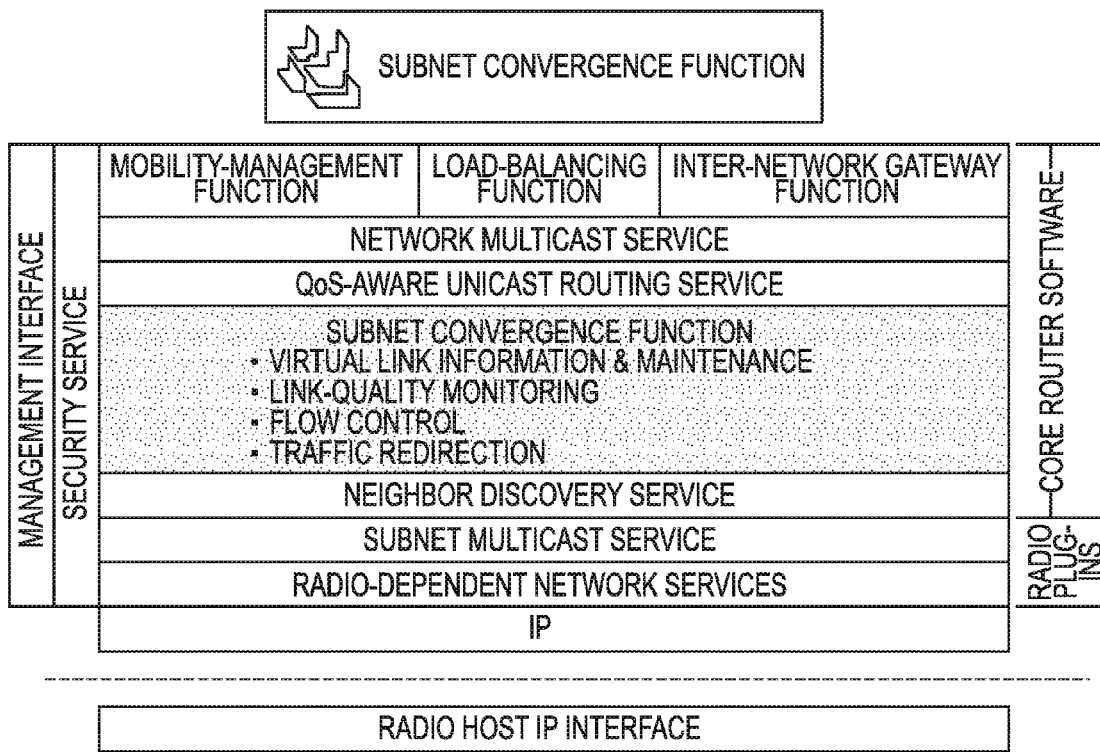 SUBNET CONVERGENCE FUNCTION
MANAGEMENT INTERFACE
SECURITY SERVICE
MOBILITY-MANAGEMENT
FUNCTION
LOAD-BALANCING
FUNCTION
INTER-NETWORK GATEWAY
FUNCTION
NETWORK MULTICAST SERVICE
QoS-AWARE UNICAST ROUTING SERVICE
SUBNET CONVERGENCE FUNCTION
▪ VIRTUAL LINK INFORMATION & MAINTENANCE
▪ LINK-QUALITY MONITORING
▪ FLOW CONTROL
▪ TRAFFIC REDIRECTION
NEIGHBOR DISCOVERY SERVICE
SUBNET MULTICAST SERVICE
RADIO-DEPENDENT NETWORK SERVICES
IP
CORE ROUTER SOFTWARE
RADIO
PLUG-
INS
RADIO HOST IP INTERFACE